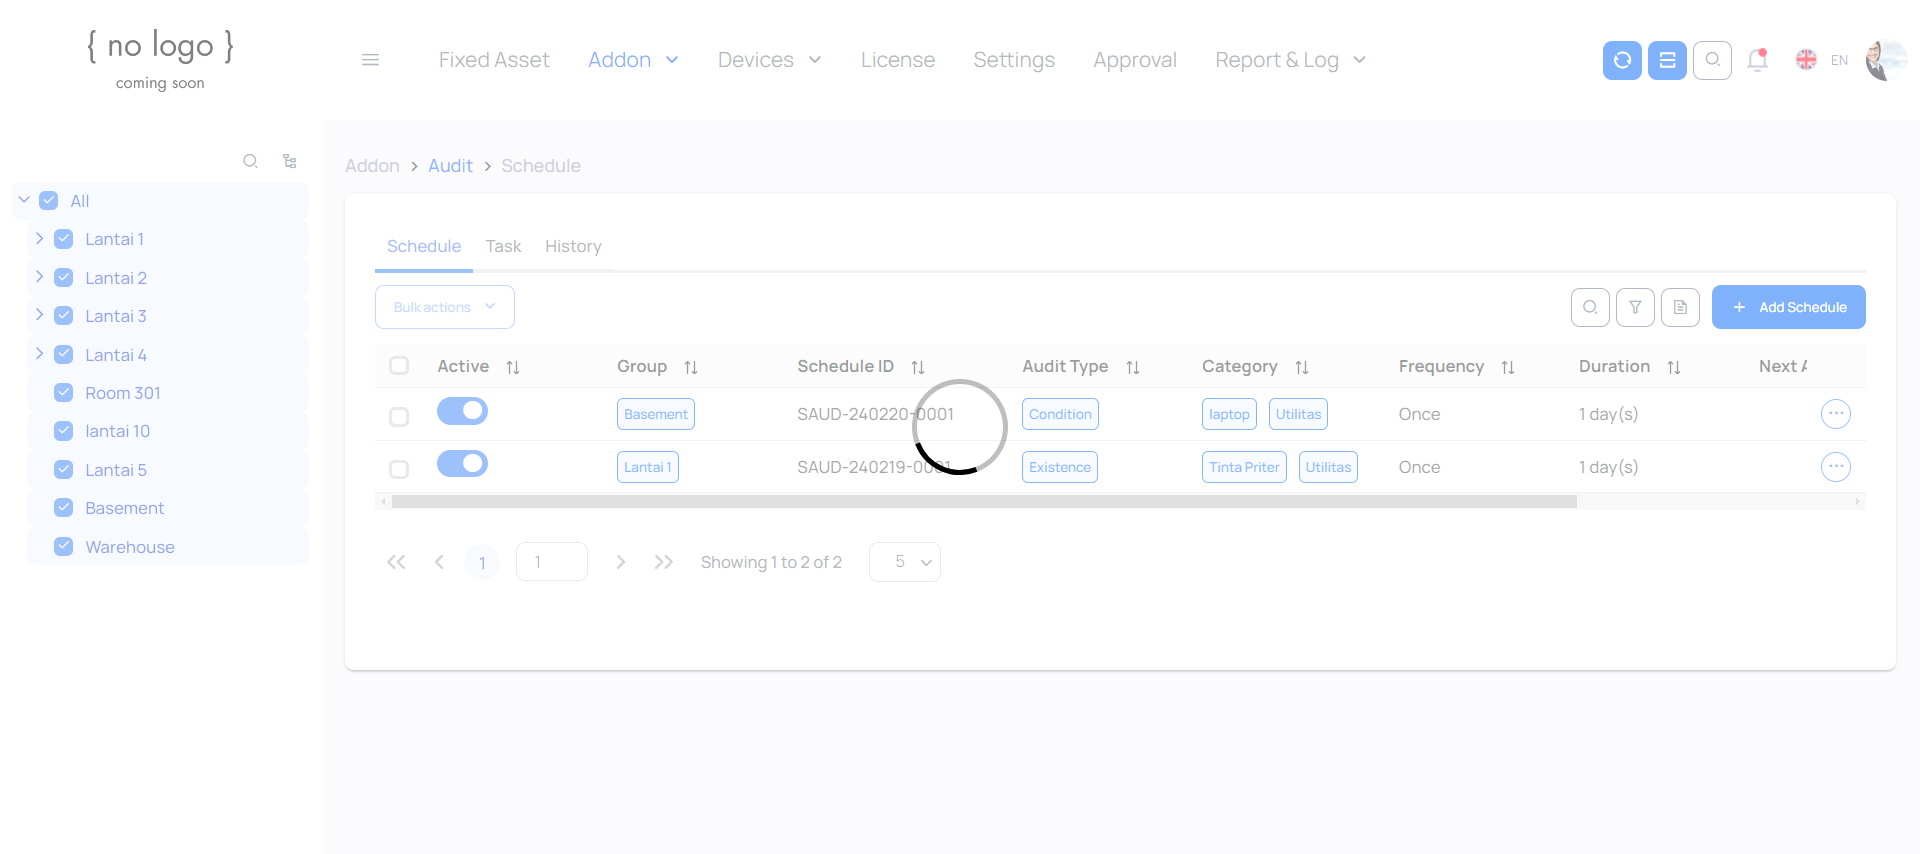 { no logo }
coming soon
Fixed Asset Addon Devices License Settings Approval Report & Log EN
All
Lantai 1
Lantai 2
Lantai 3
Lantai 4
Room 301
lantai 10
Lantai 5
Basement
Warehouse
Addon > Audit > Schedule
Schedule Task History
Bulk actions + Add Schedule
Active Group Schedule ID Audit Type Category Frequency Duration Next
Basement SAUD-240220-0001 Condition laptop Utilitas Once 1 day(s)
Lantai 1 SAUD-240219-0001 Existence Tinta Priter Utilitas Once 1 day(s)
1 1 Showing 1 to 2 of 2 5